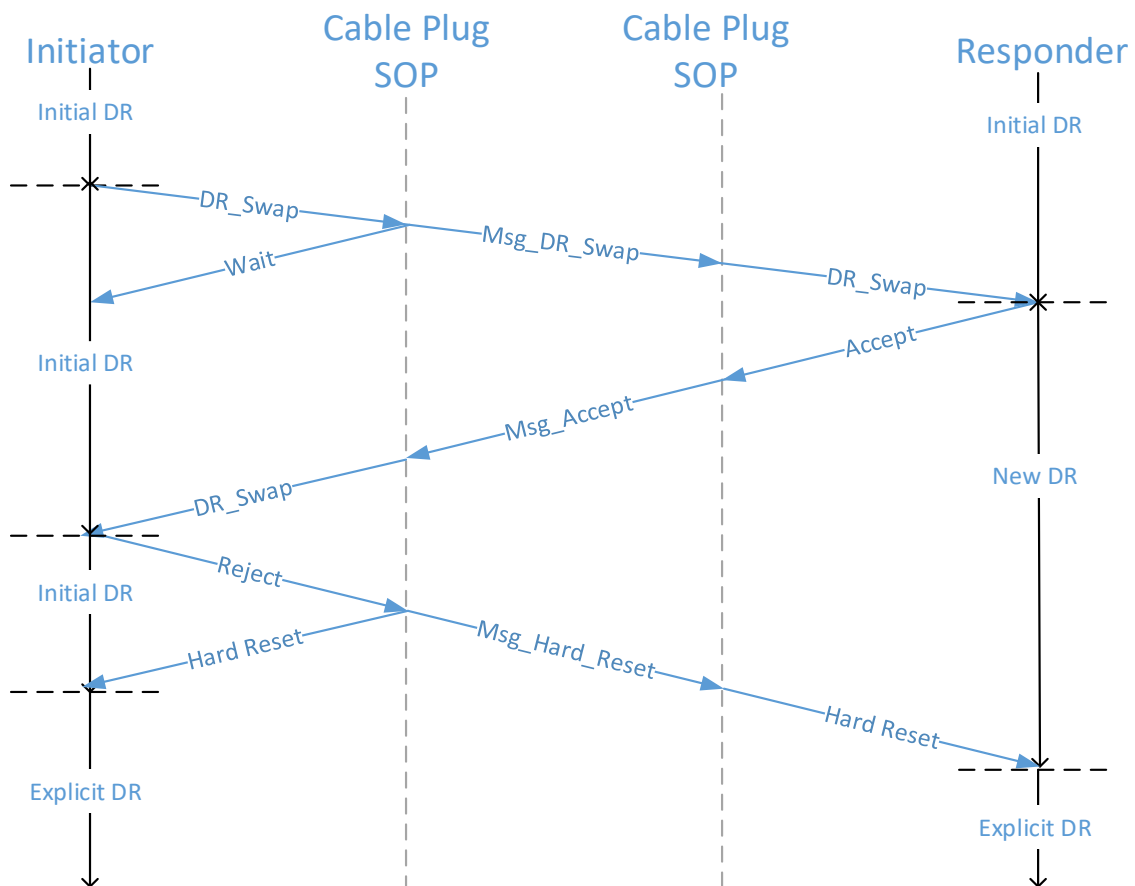 Initiator
Cable Plug
SOP
Cable Plug
SOP
Responder
Initial DR
Initial DR
DR_Swap
Msg_DR_Swap
DR_Swap
Wait
Accept
Initial DR
Msg_Accept
New DR
DR_Swap
Reject
Initial DR
Hard Reset
Msg_Hard_Reset
Hard Reset
Explicit DR
Explicit DR